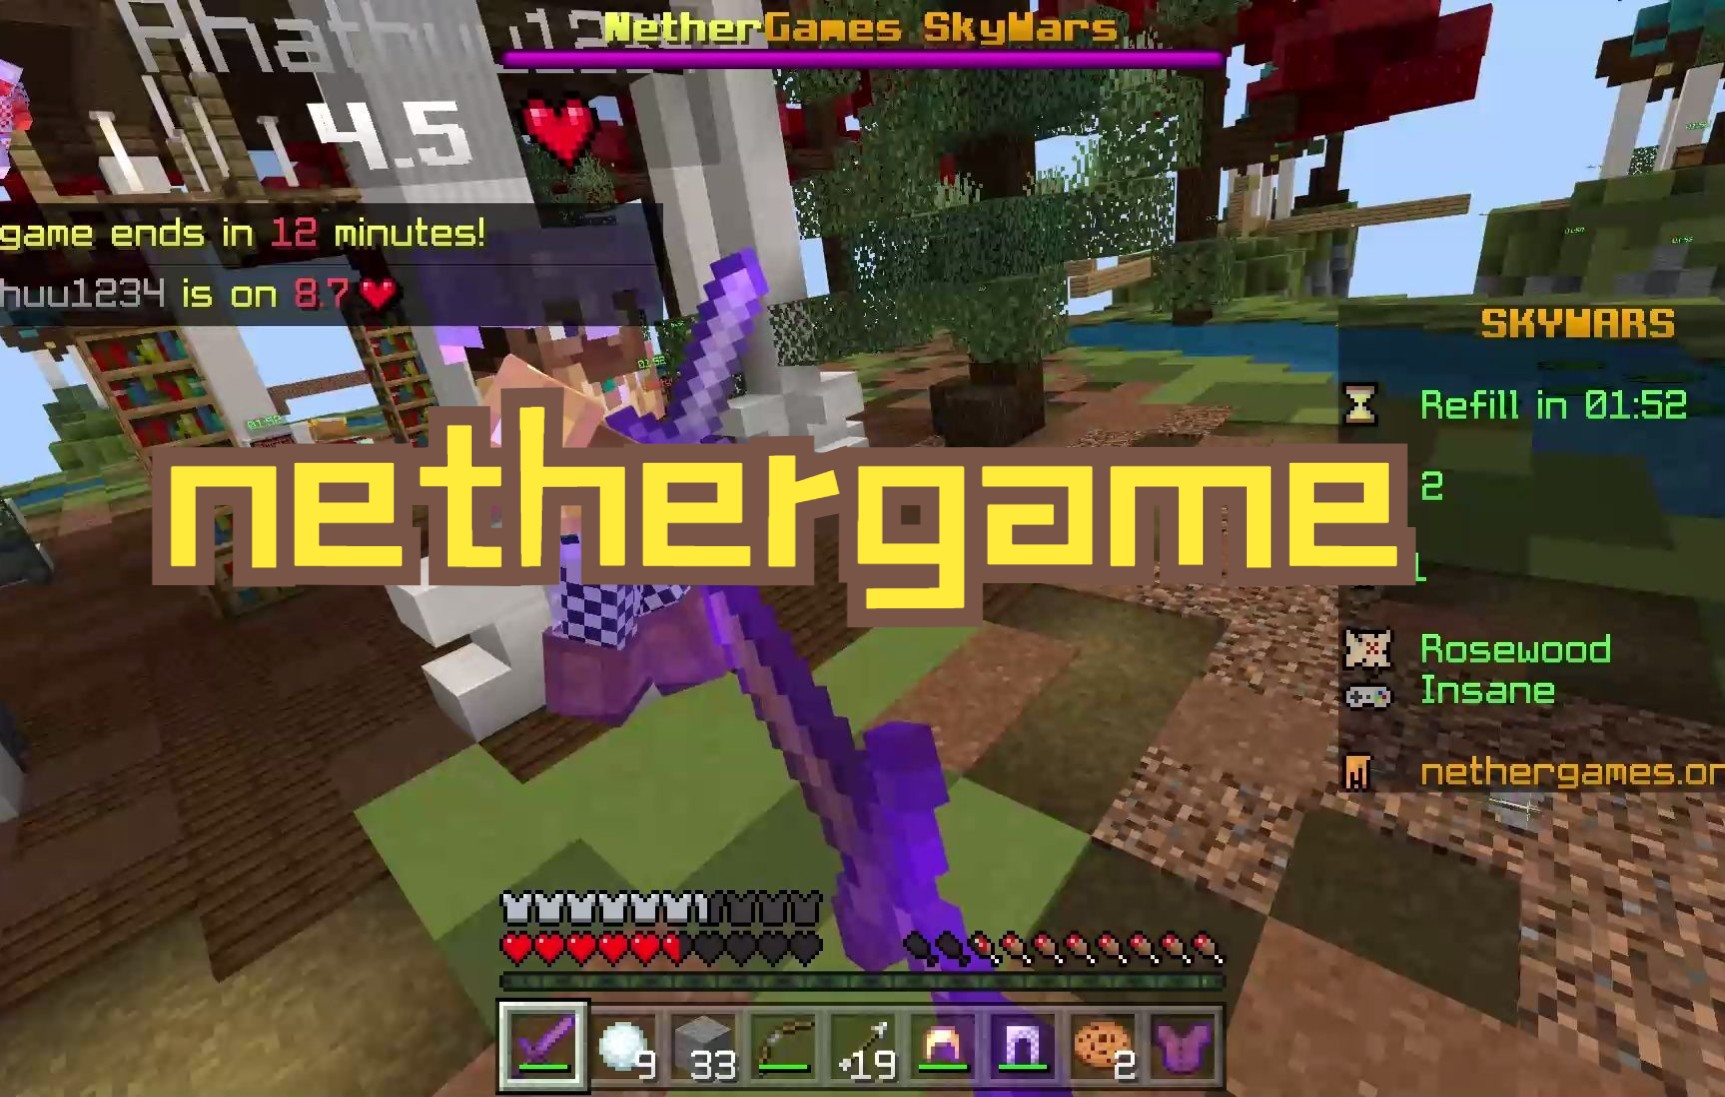 NetherGames SkyWars
4.5
game ends in 12 minutes!
huu1234 is on 8.7
SKYWARS
Refill in 01:52
nethergame
2
Rosewood
Insane
nethergames.or
9
33
19
2